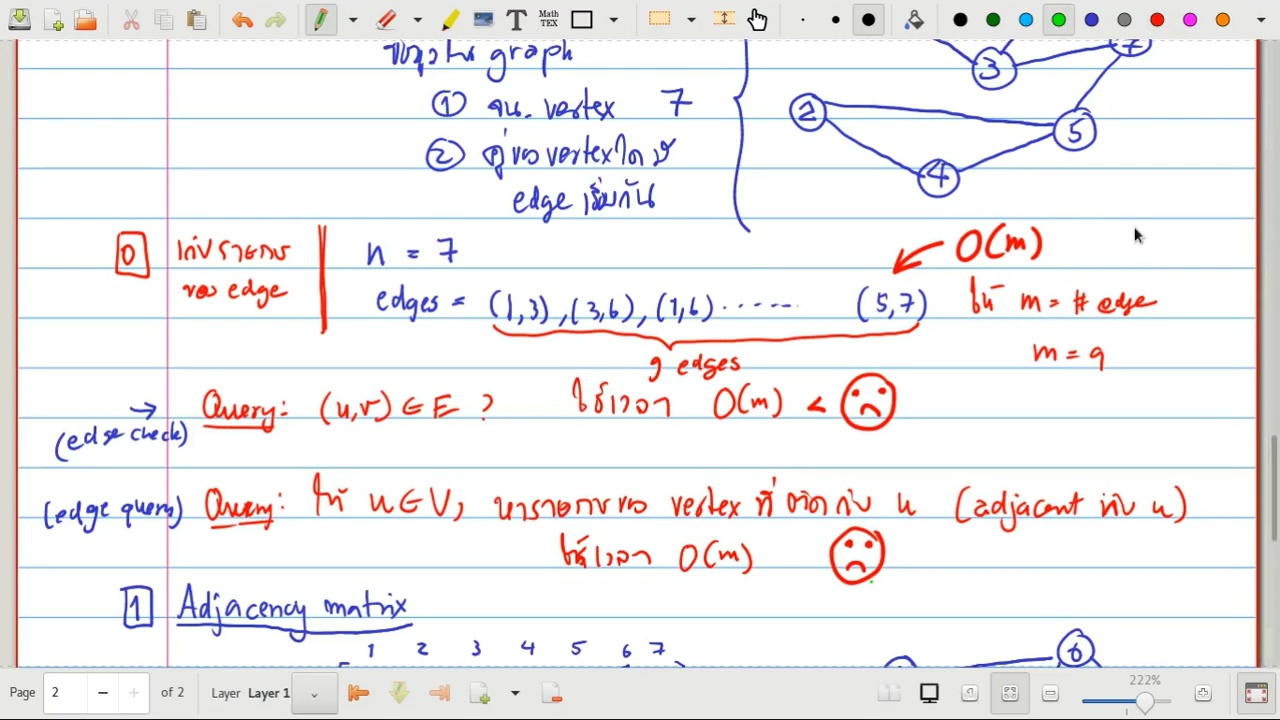 Math
TEX
ข้อมูลใน graph
① จน. vertex 7
② คู่ของ vertex ใดมี
edge เชื่อมกัน
3
7
2
5
4
0 เก็บรายการ
ของ edge
n = 7
edges = (1,3), (3,6), (1,6) ........ (5,7)
9 edges
O(m)
ให้ m = # edge
m = 9
(edge check)
Query: (u,v) ∈ E ? ใช้เวลา O(m)
(edge query) Query: ให้ u ∈ V, หารายการของ vertex ที่ติดกับ u (adjacent กับ u)
ใช้เวลา O(m)
1 Adjacency matrix
1 2 3 4 5 6 7
6
Page 2 of 2 Layer Layer 1
222%